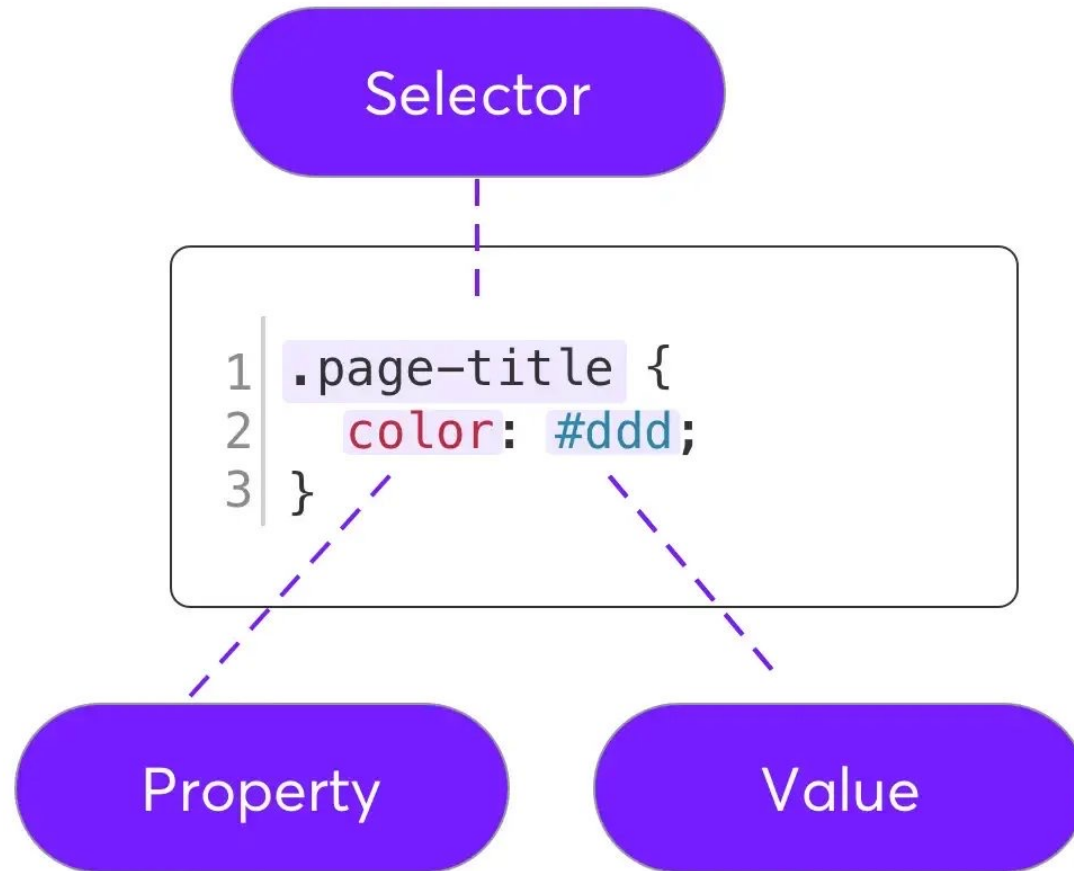 Selector
1 .page-title {
2 color: #ddd;
3 }
Property
Value